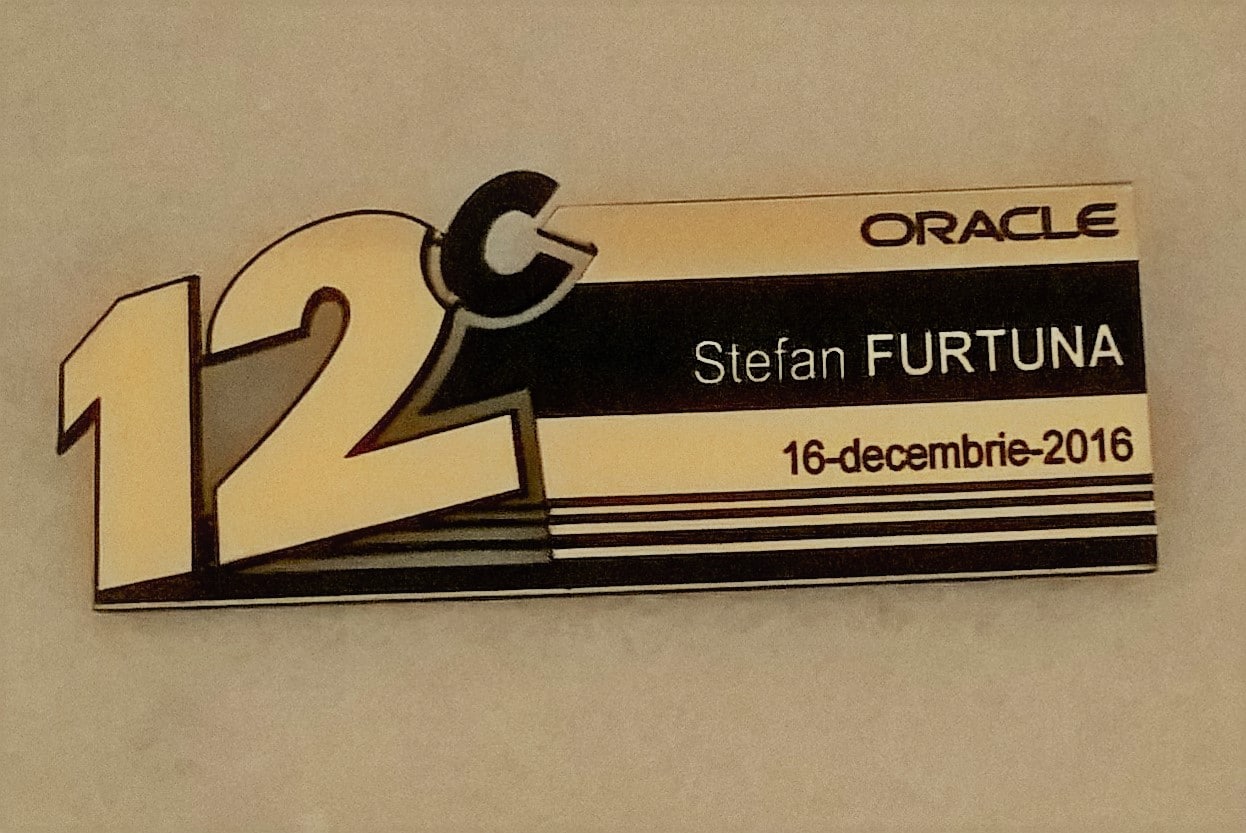 12c
ORACLE
Stefan FURTUNA
16-decembrie-2016